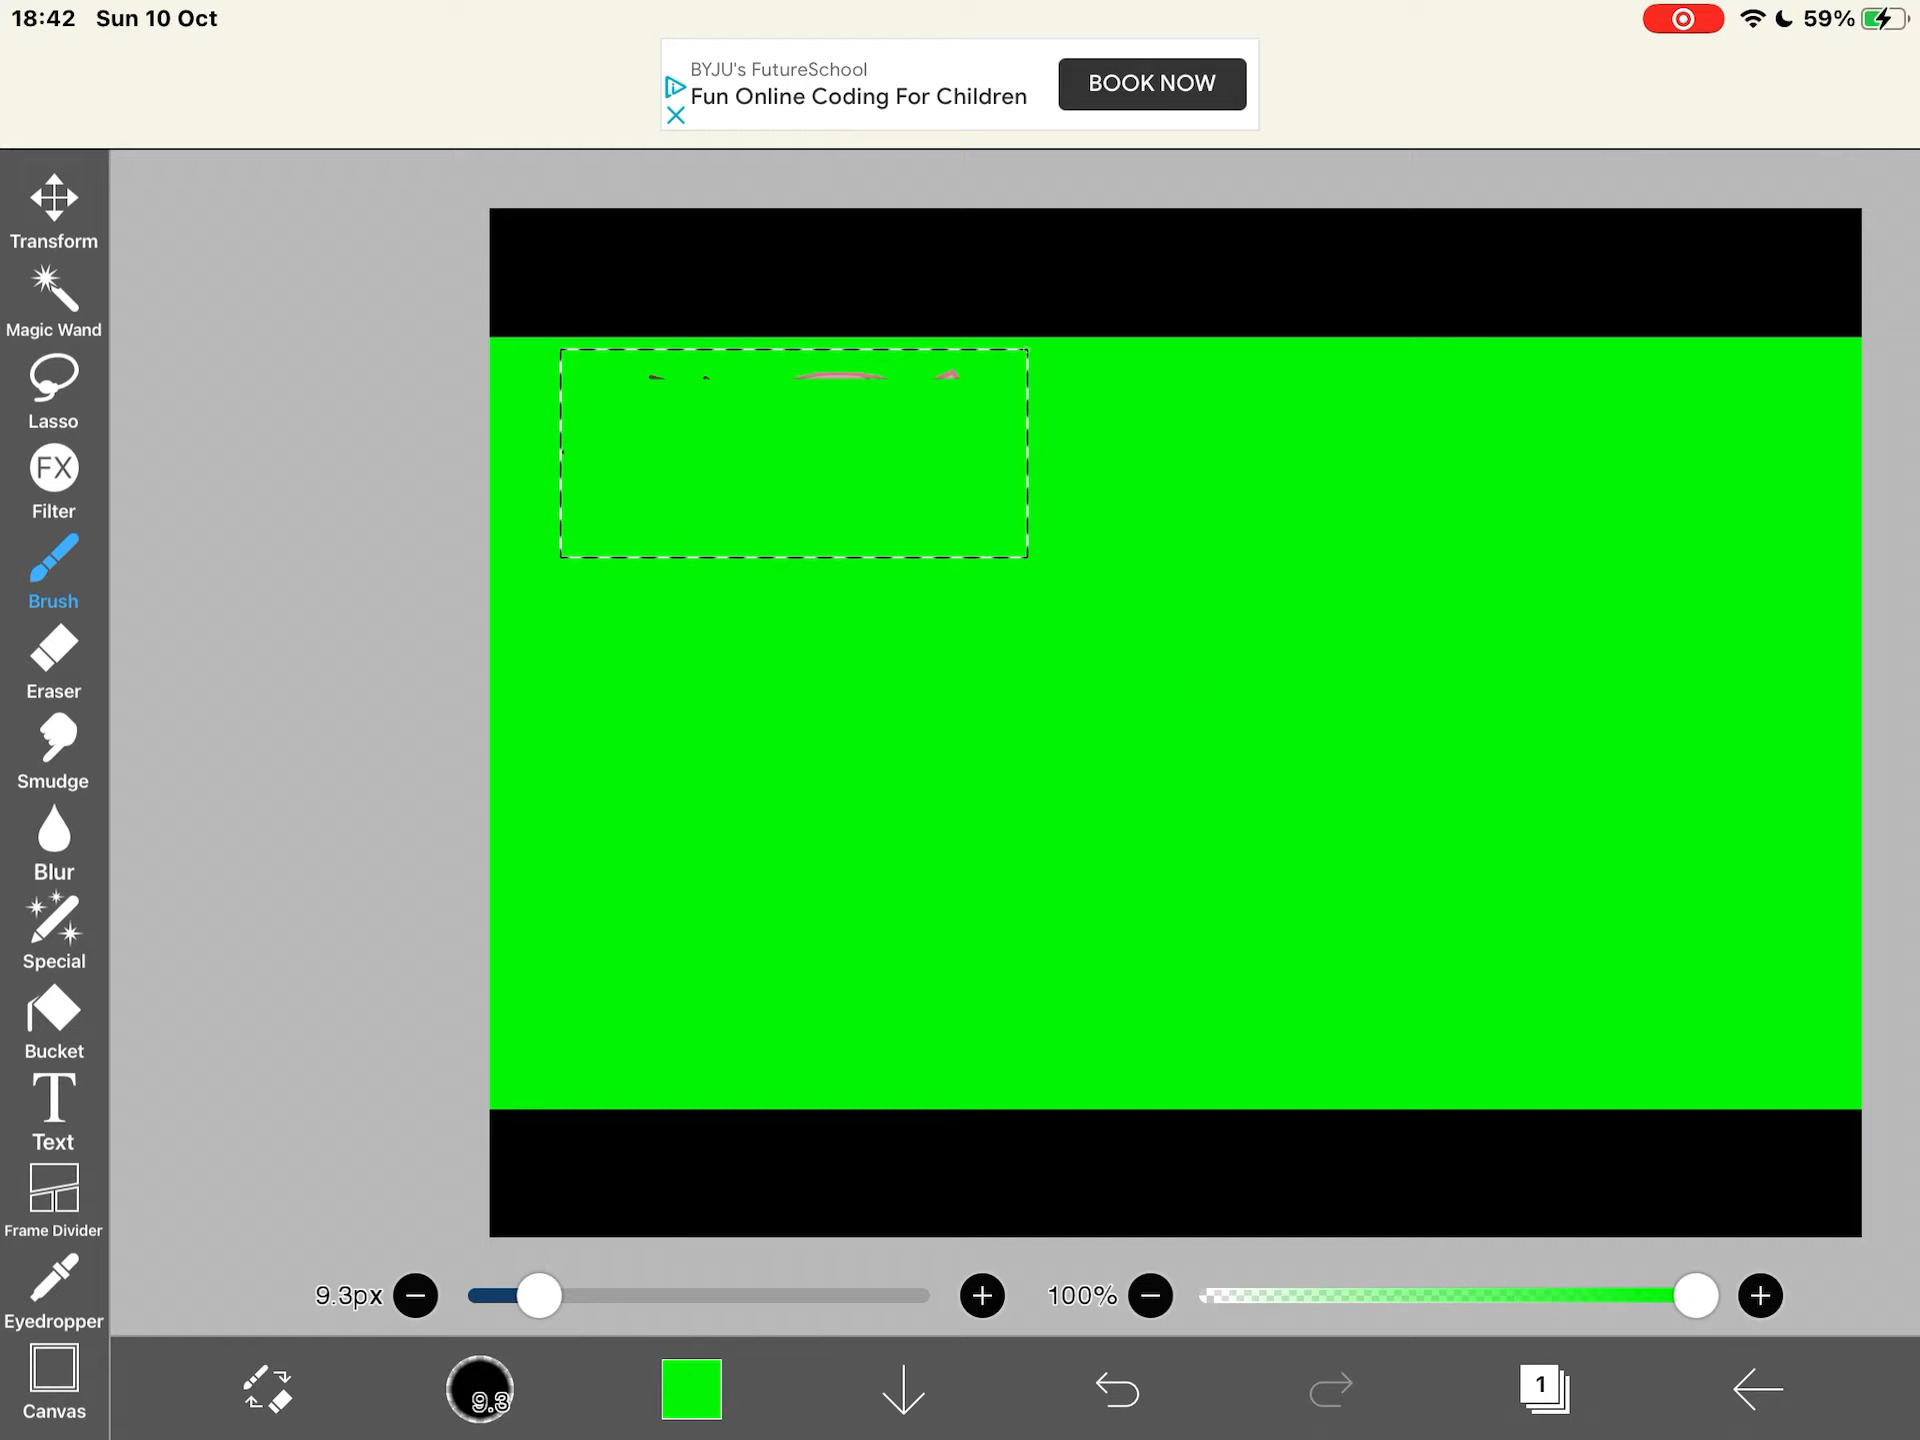 18:42 Sun 10 Oct
59%
BYJU's FutureSchool
Fun Online Coding For Children
BOOK NOW
Transform
Magic Wand
Lasso
FX
Filter
Brush
Eraser
Smudge
Blur
Special
Bucket
T
Text
Frame Divider
Eyedropper
Canvas
9.3px
100%
9.3
1